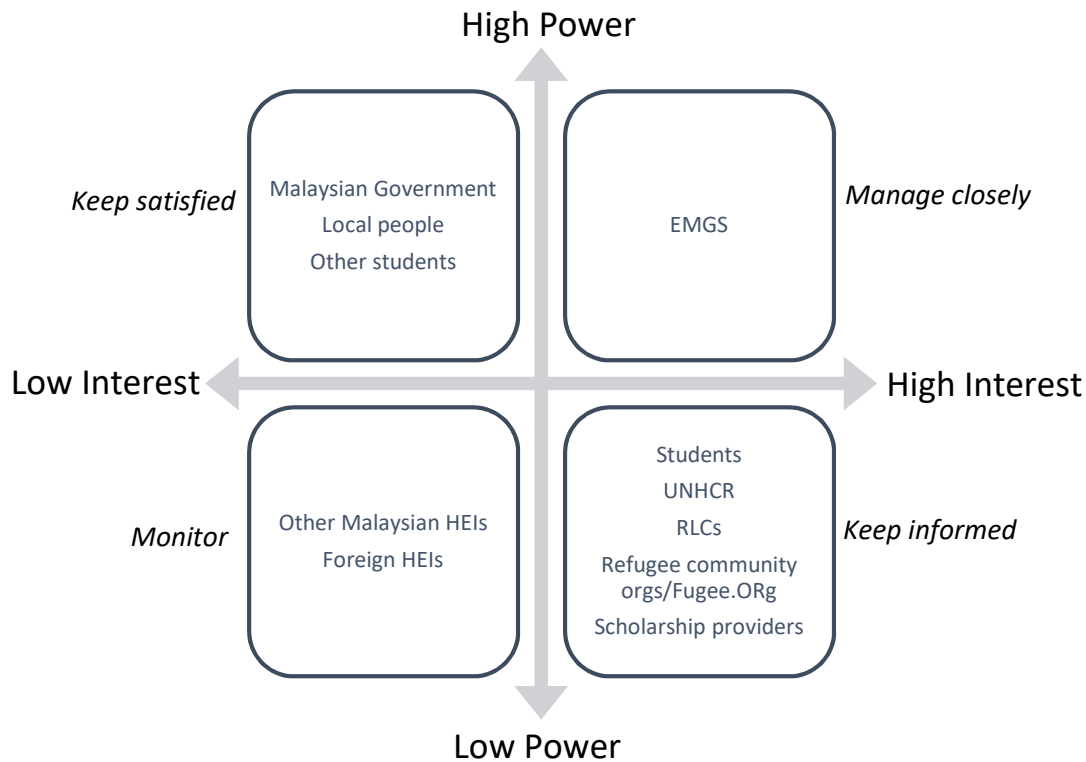 High Power
Keep satisfied
Malaysian Government
Local people
Other students
EMGS
Manage closely
Low Interest
High Interest
Monitor
Other Malaysian HEIs
Foreign HEIs
Students
UNHCR
RLCs
Refugee community
orgs/Fugee.ORg
Scholarship providers
Keep informed
Low Power